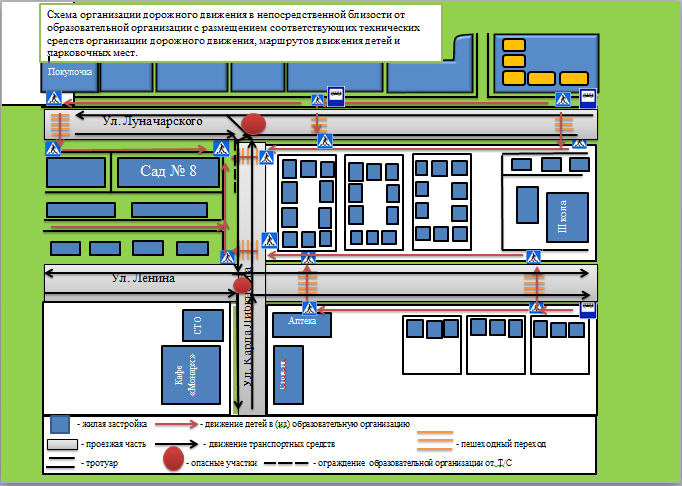 Схема организации дорожного движения в непосредственной близости от
образовательной организации с размещением соответствующих технических
средств организации дорожного движения, маршрутов движения детей и
парковочных мест.
Покупочка
Ул. Луначарского
Сад № 8
Школа
Ул. Ленина
Ул. Карла Либкнехта
СТО
Аптека
Кафе
«Монарх»
- жилая застройка
- движение детей в (из) образовательную организацию
- проезжая часть
- движение транспортных средств
- пешеходный переход
- тротуар
- опасные участки
- ограждение образовательной организации от Д/С